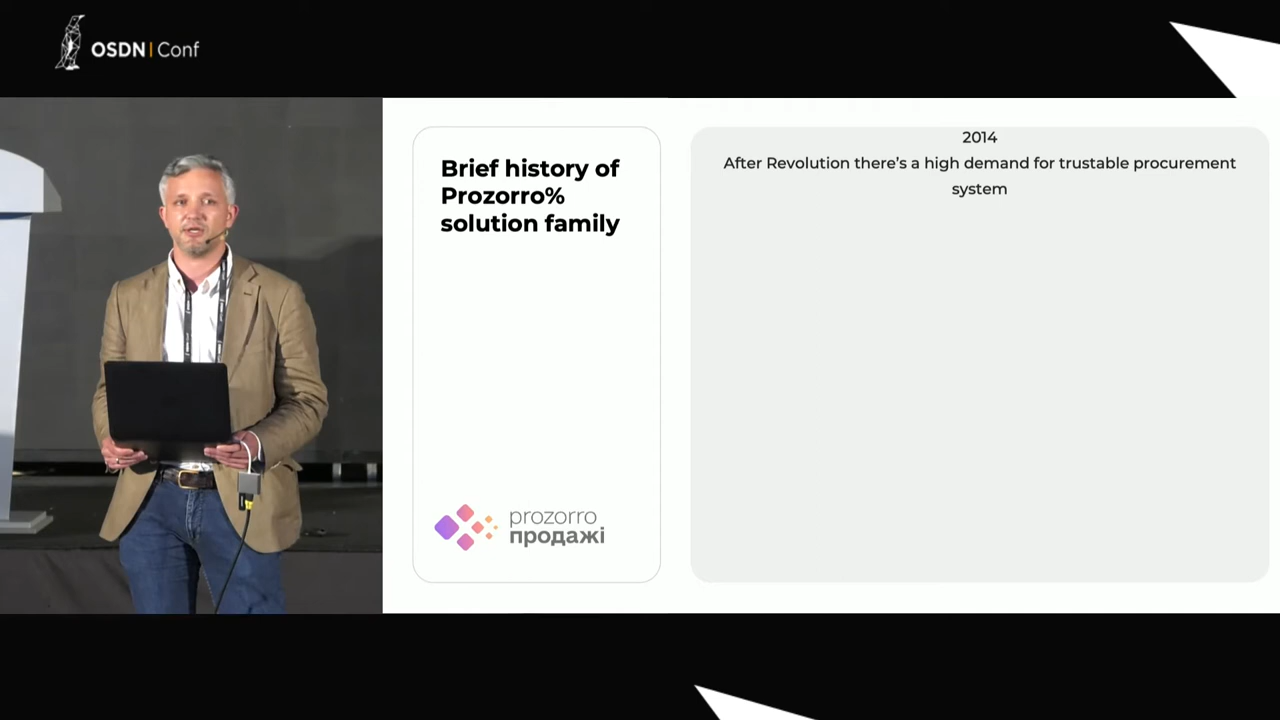 OSDN | Conf
Brief history of
Prozorro%
solution family
prozorro
продажі
2014
After Revolution there's a high demand for trustable procurement
system